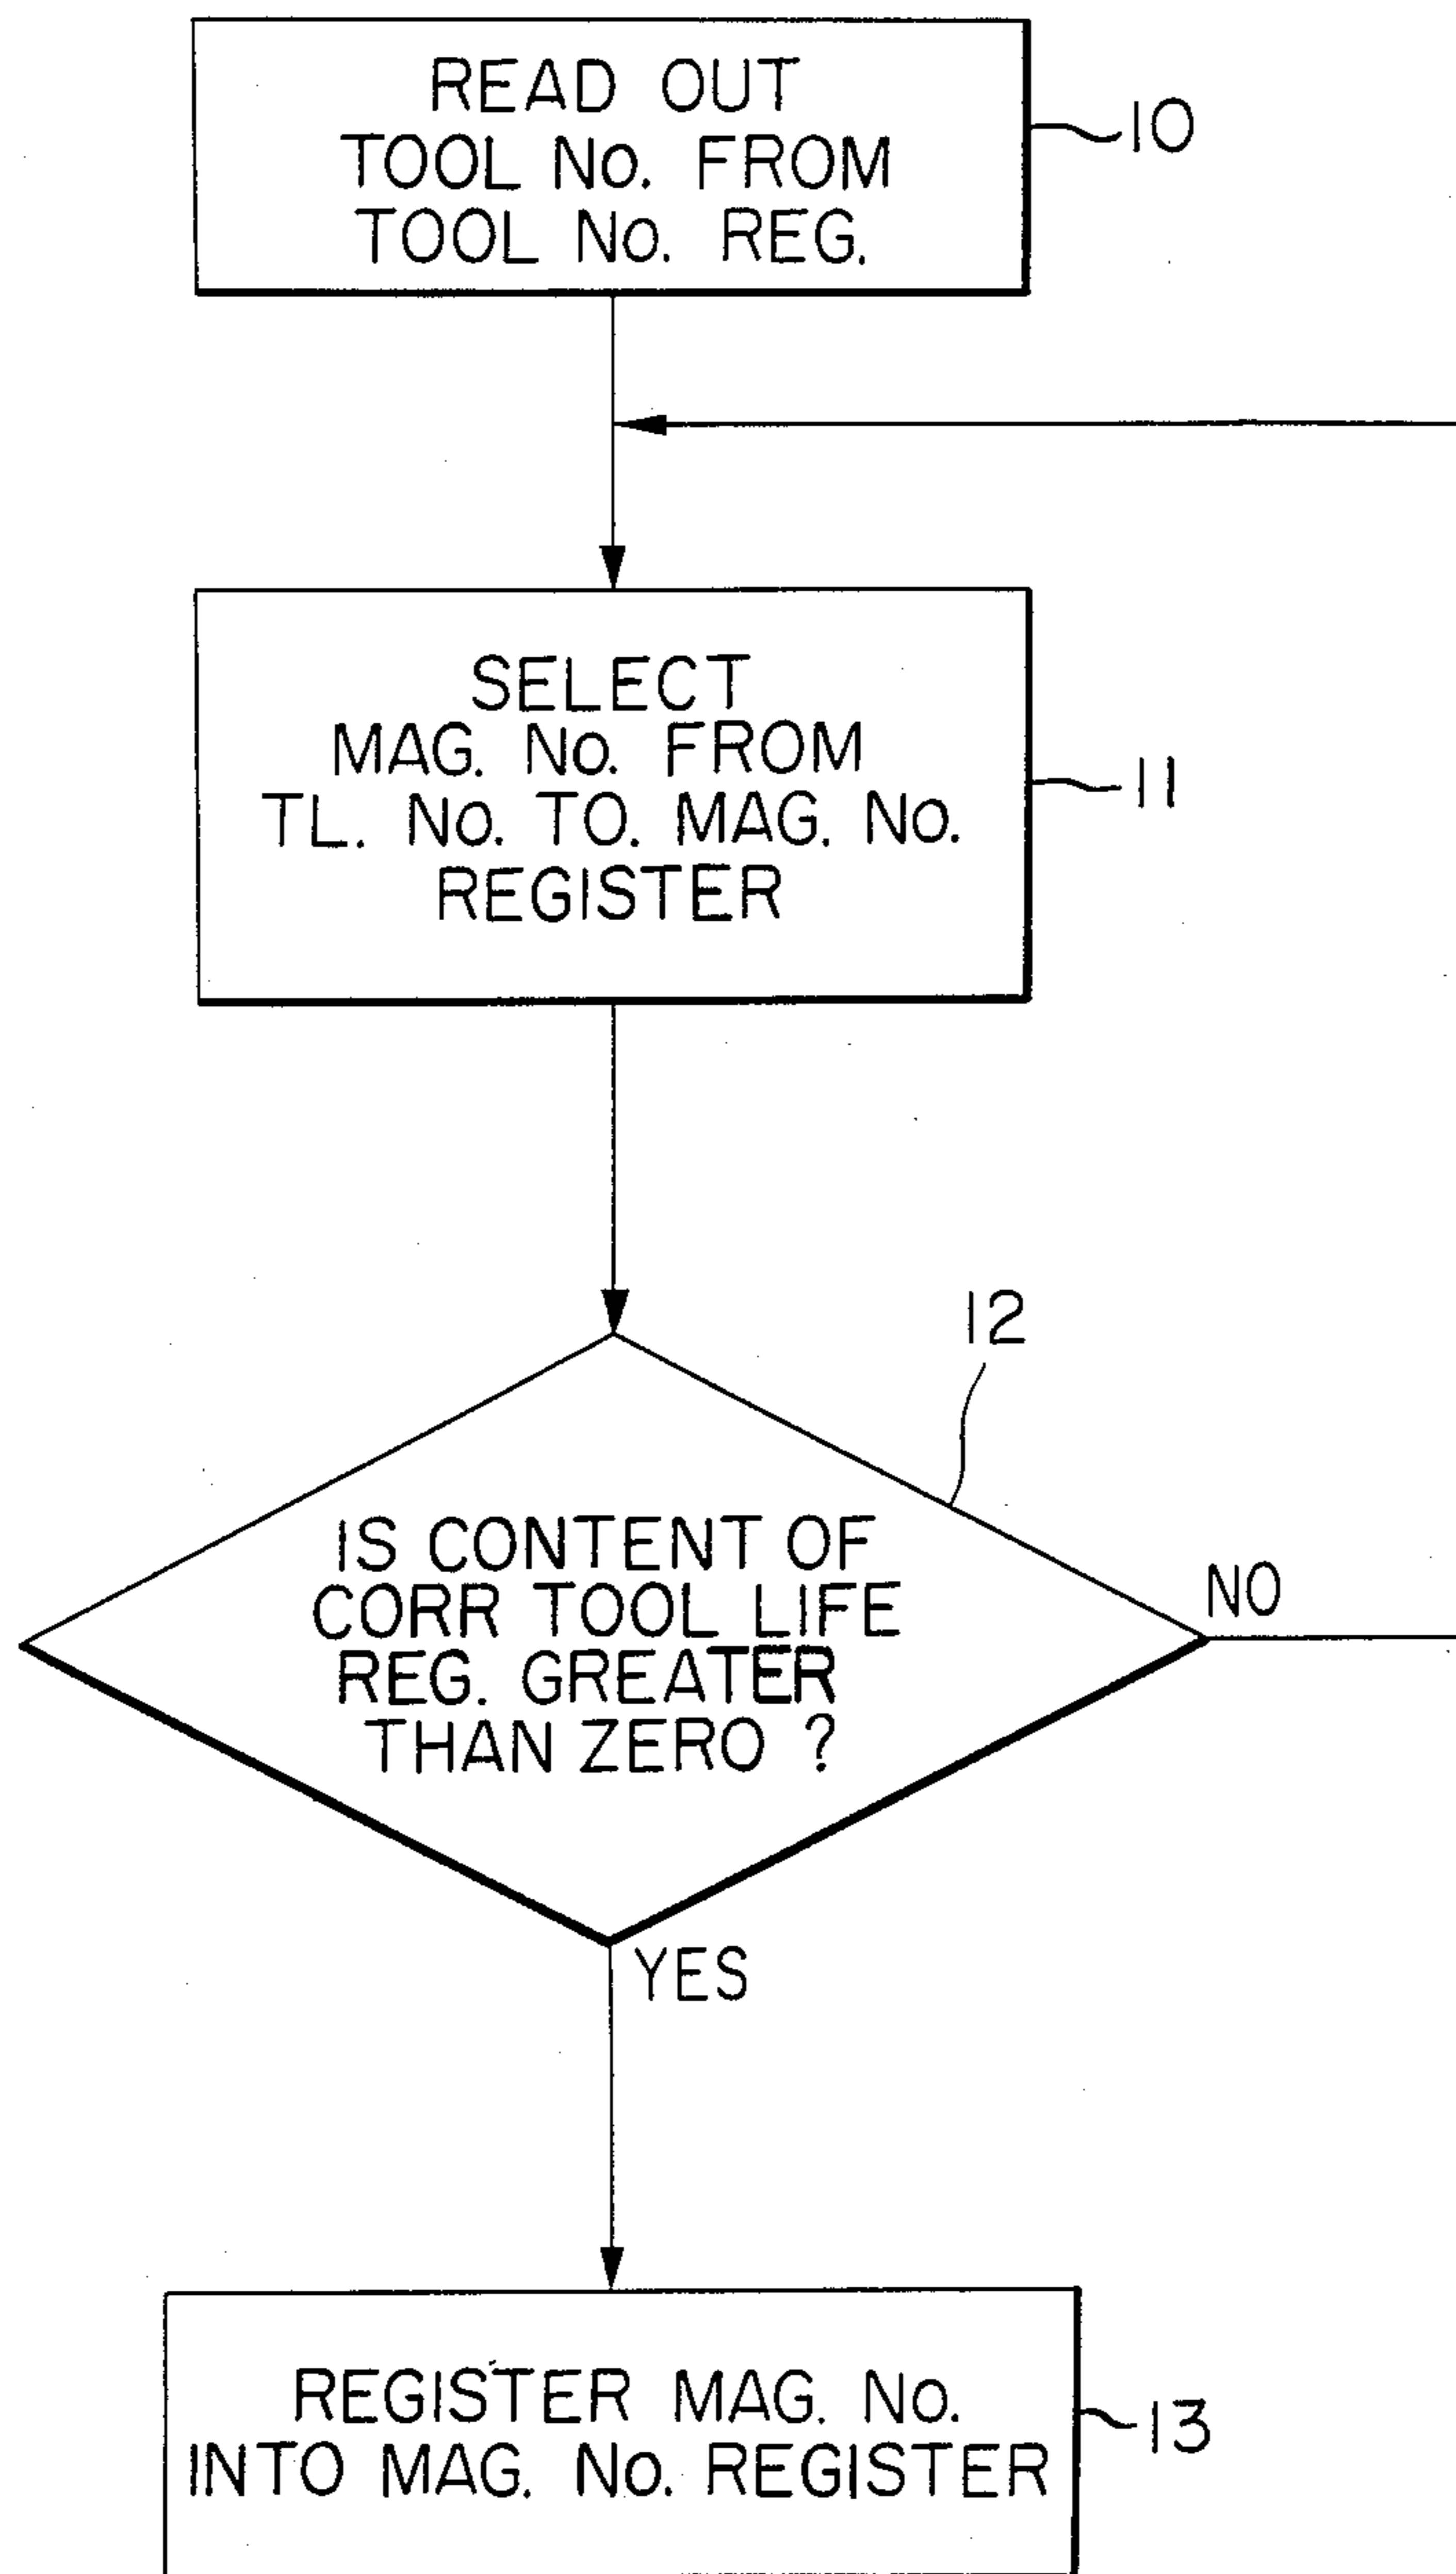 READ OUT
TOOL No. FROM
TOOL No. REG.
10
SELECT
MAG. No. FROM
TL. No. TO. MAG. No.
REGISTER
11
12
IS CONTENT OF
CORR TOOL LIFE
REG. GREATER
THAN ZERO ?
NO
YES
REGISTER MAG. No.
INTO MAG. No. REGISTER
13